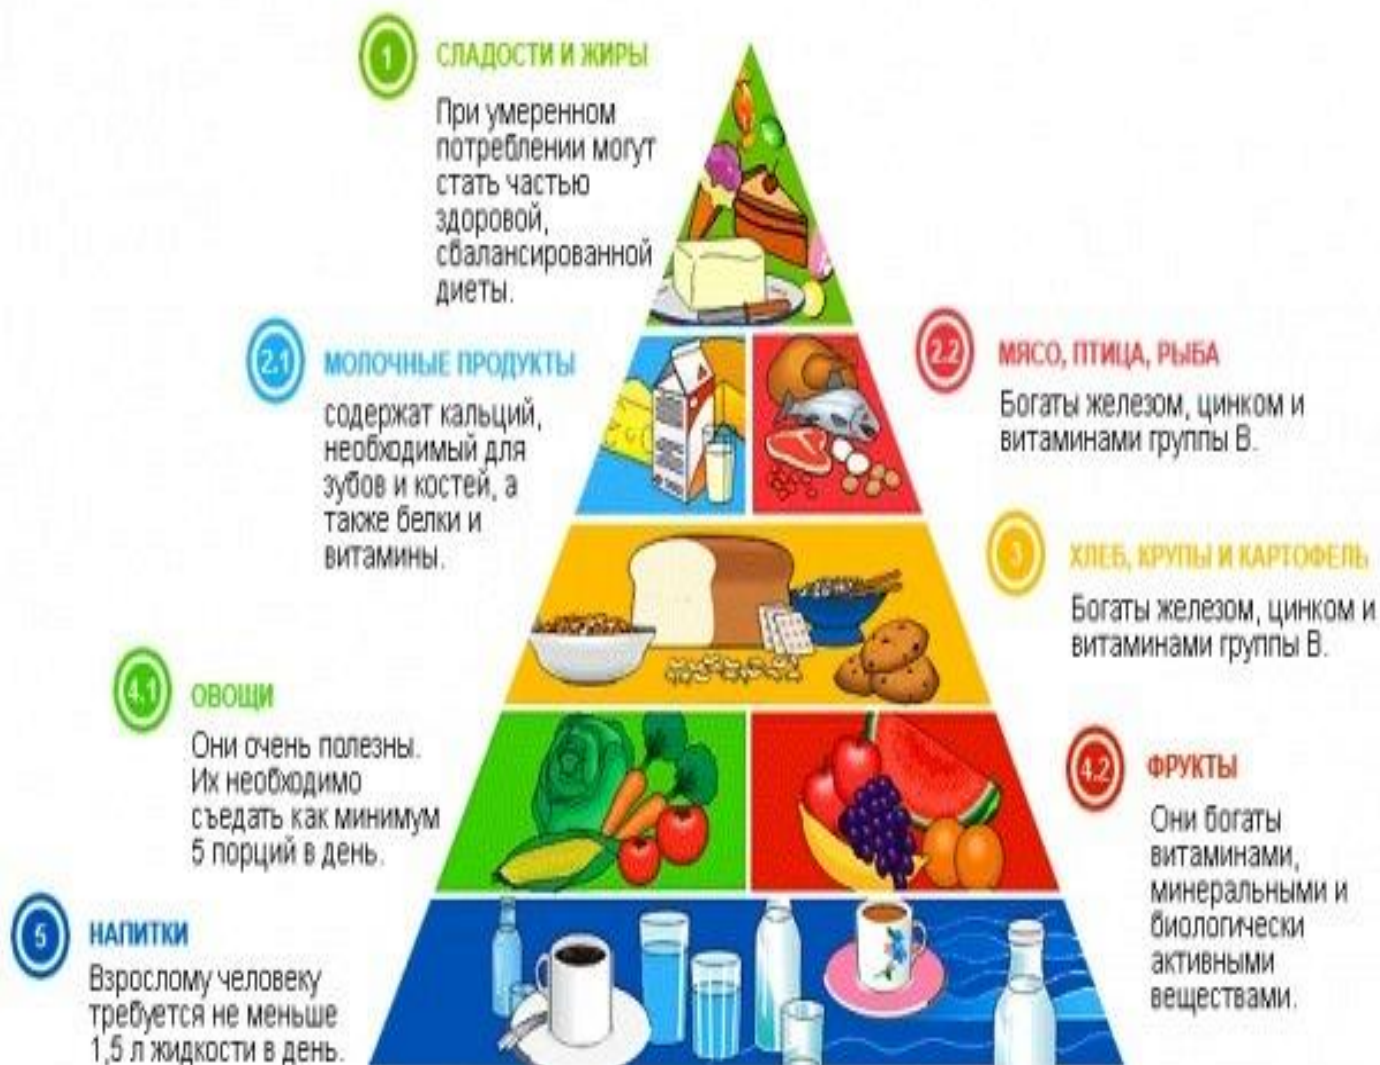 1
СЛАДОСТИ И ЖИРЫ
При умеренном
потреблении могут
стать частью
здоровой,
сбалансированной
диеты.
2.1
МОЛОЧНЫЕ ПРОДУКТЫ
содержат кальций,
необходимый для
зубов и костей, а
также белки и
витамины.
2.2
МЯСО, ПТИЦА, РЫБА
Богаты железом, цинком и
витаминами группы В.
3
ХЛЕБ, КРУПЫ И КАРТОФЕЛЬ
Богаты железом, цинком и
витаминами группы В.
4.1
ОВОЩИ
Они очень полезны.
Их необходимо
съедать как минимум
5 порций в день.
4.2
ФРУКТЫ
Они богаты
витаминами,
минеральными и
биологически
активными
веществами.
5
НАПИТКИ
Взрослому человеку
требуется не меньше
1,5 л жидкости в день.